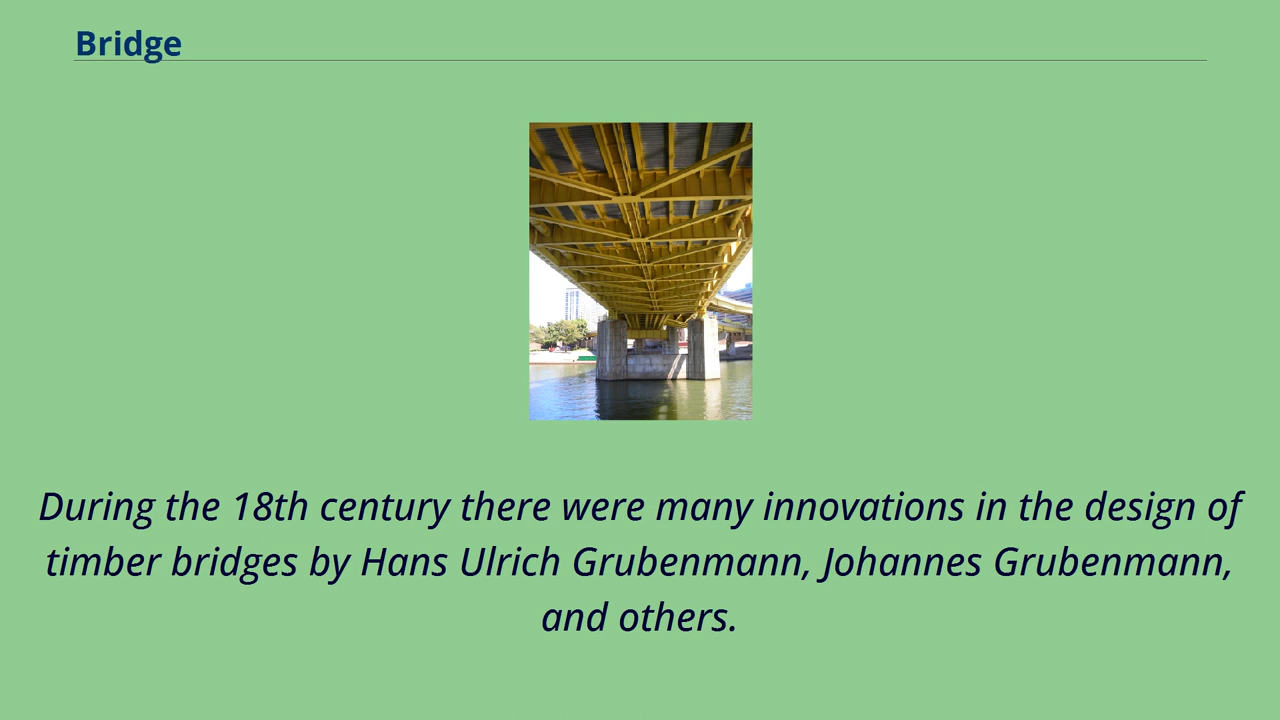 Bridge
During the 18th century there were many innovations in the design of
timber bridges by Hans Ulrich Grubenmann, Johannes Grubenmann,
and others.